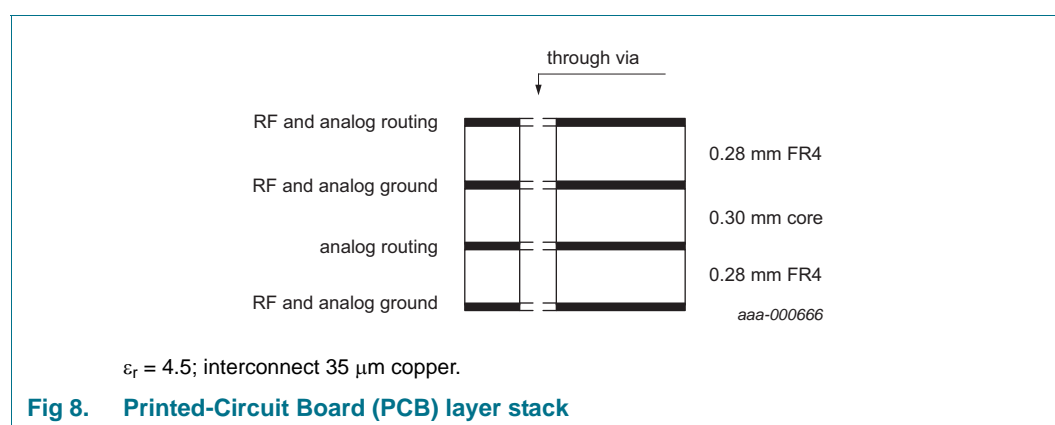 through via
RF and analog routing
0.28 mm FR4
RF and analog ground
0.30 mm core
analog routing
0.28 mm FR4
RF and analog ground
aaa-000666
εr = 4.5; interconnect 35 μm copper.
Fig 8. Printed-Circuit Board (PCB) layer stack